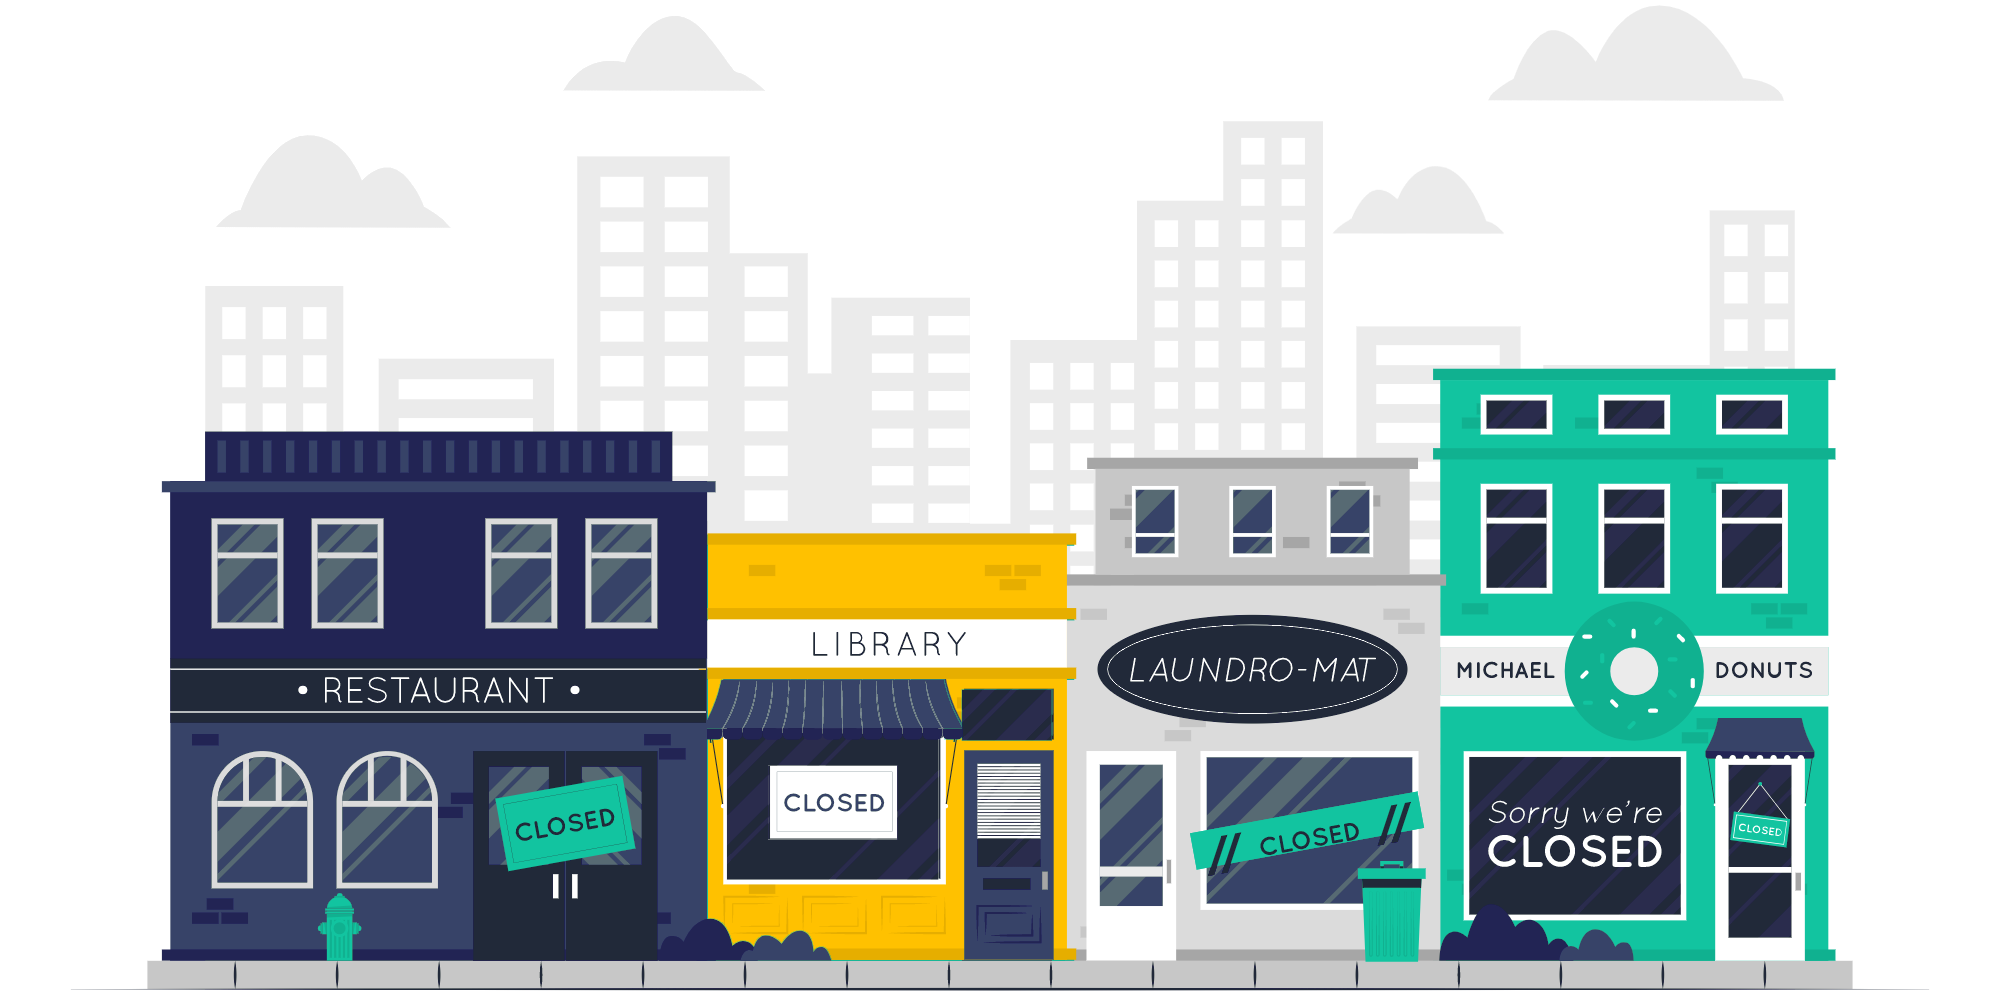 • RESTAURANT •
CLOSED
LIBRARY
CLOSED
LAUNDRO-MAT
CLOSED
MICHAEL DONUTS
Sorry we're
CLOSED
CLOSED